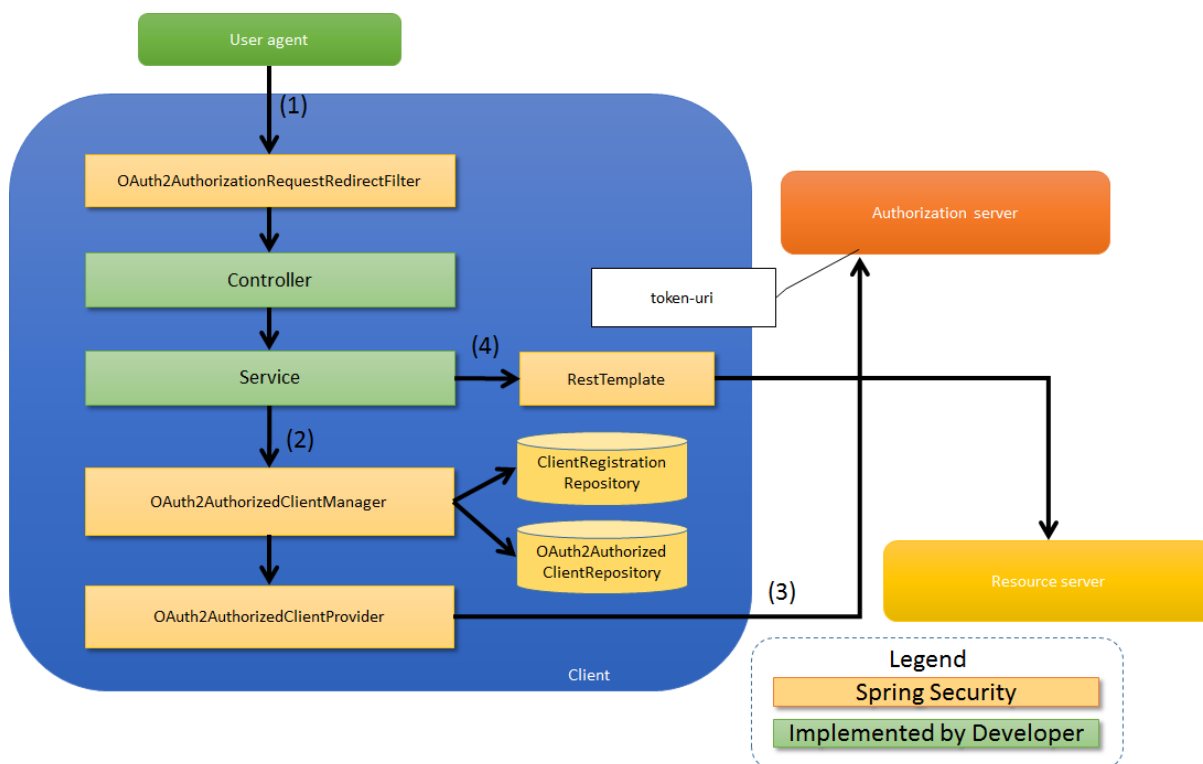 User agent
(1)
OAuth2AuthorizationRequestRedirectFilter
Authorization server
Controller
token-uri
(4)
Service
RestTemplate
(2)
ClientRegistration
Repository
OAuth2AuthorizedClientManager
OAuth2Authorized
ClientRepository
Resource server
(3)
OAuth2AuthorizedClientProvider
Client
Legend
Spring Security
Implemented by Developer